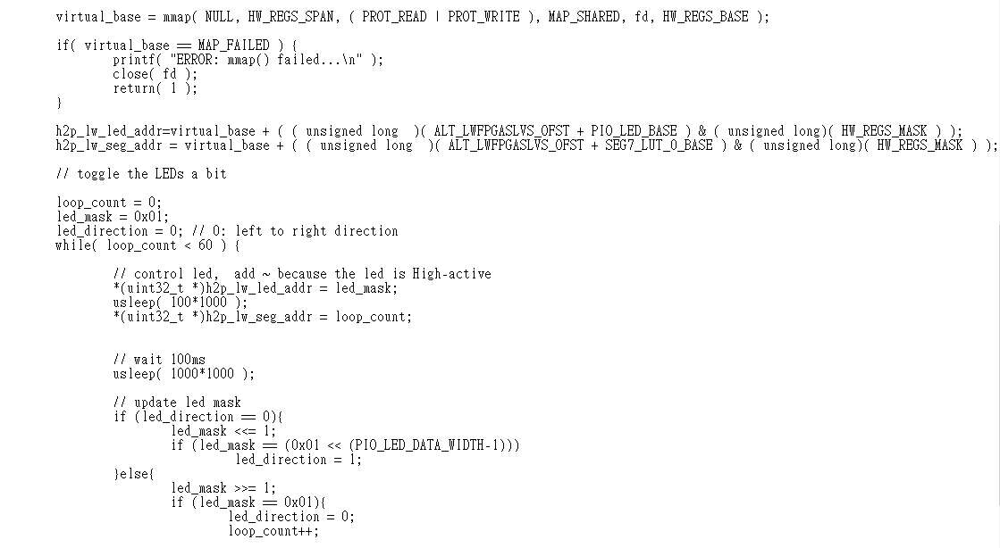 virtual_base = mmap( NULL, HW_REGS_SPAN, ( PROT_READ | PROT_WRITE ), MAP_SHARED, fd, HW_REGS_BASE );
if( virtual_base == MAP_FAILED ) {
printf( "ERROR: mmap() failed...\n" );
close( fd );
return( 1 );
}
h2p_lw_led_addr=virtual_base + ( ( unsigned long  )( ALT_LWFPGASLVS_OFST + PIO_LED_BASE ) & ( unsigned long)( HW_REGS_MASK ) );
h2p_lw_seg_addr = virtual_base + ( ( unsigned long  )( ALT_LWFPGASLVS_OFST + SEG7_LUT_0_BASE ) & ( unsigned long)( HW_REGS_MASK ) );
// toggle the LEDs a bit
loop_count = 0;
led_mask = 0x01;
led_direction = 0; // 0: left to right direction
while( loop_count < 60 ) {
// control led,  add ~ because the led is High-active
*(uint32_t *)h2p_lw_led_addr = led_mask;
usleep( 100*1000 );
*(uint32_t *)h2p_lw_seg_addr = loop_count;
// wait 100ms
usleep( 1000*1000 );
// update led mask
if (led_direction == 0){
led_mask <<= 1;
if (led_mask == (0x01 << (PIO_LED_DATA_WIDTH-1)))
led_direction = 1;
}else{
led_mask >>= 1;
if (led_mask == 0x01){
led_direction = 0;
loop_count++;